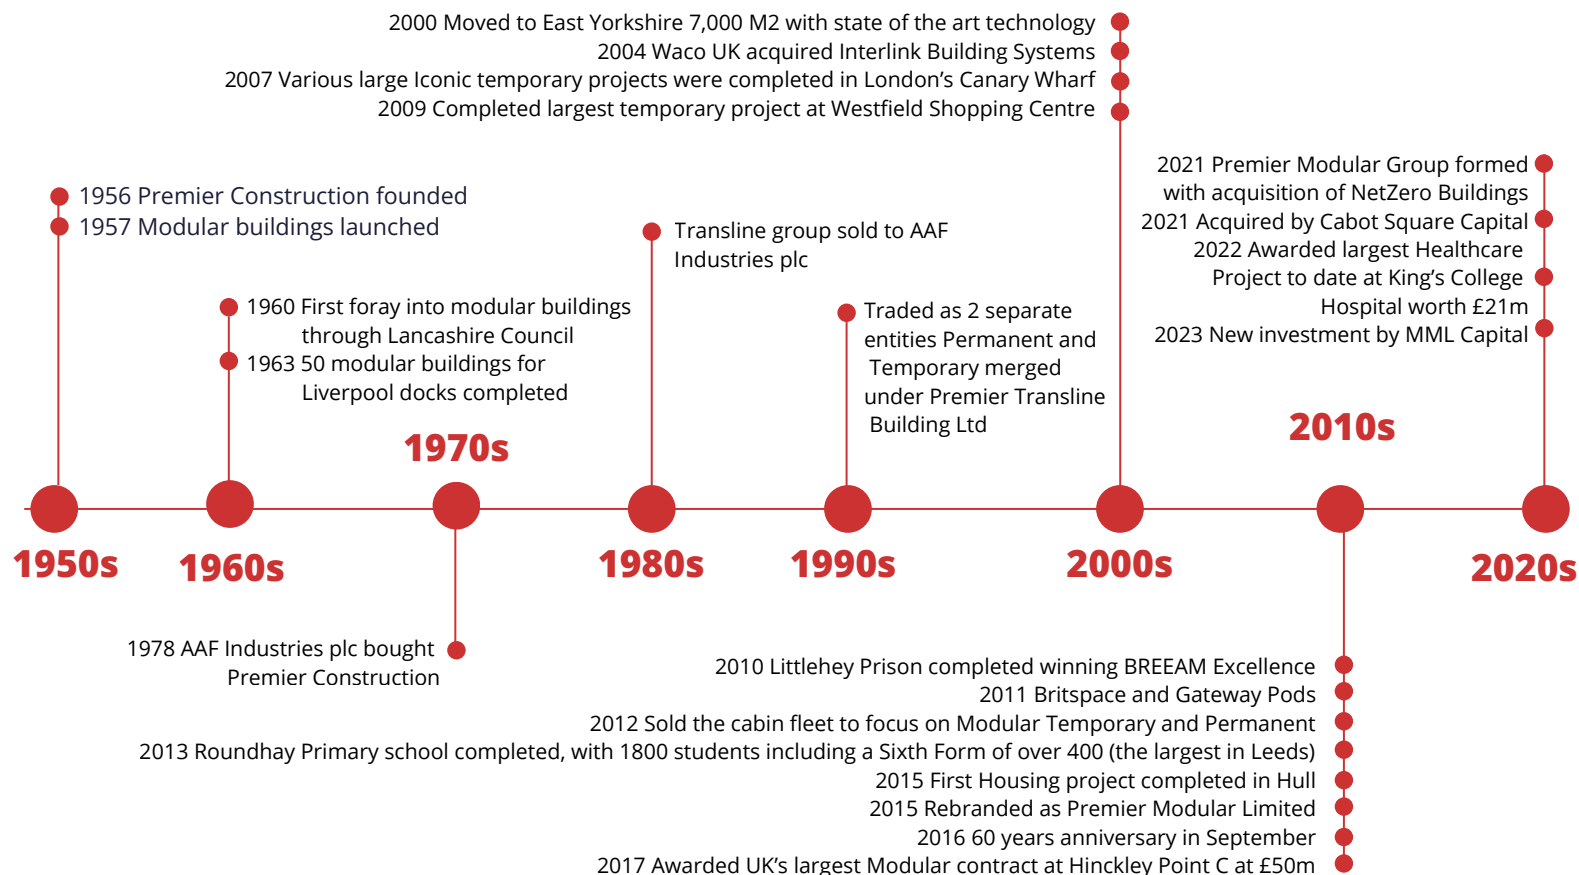 2000 Moved to East Yorkshire 7,000 M2 with state of the art technology
2004 Waco UK acquired Interlink Building Systems
2007 Various large Iconic temporary projects were completed in London's Canary Wharf
2009 Completed largest temporary project at Westfield Shopping Centre
1956 Premier Construction founded
1957 Modular buildings launched
1960 First foray into modular buildings
through Lancashire Council
1963 50 modular buildings for
Liverpool docks completed
Transline group sold to AAF
Industries plc
Traded as 2 separate
entities Permanent and
Temporary merged
under Premier Transline
Building Ltd
2021 Premier Modular Group formed
with acquisition of NetZero Buildings
2021 Acquired by Cabot Square Capital
2022 Awarded largest Healthcare
Project to date at King's College
Hospital worth £21m
2023 New investment by MML Capital
1970s
2010s
1950s
1960s
1980s
1990s
2000s
2020s
1978 AAF Industries plc bought
Premier Construction
2010 Littlehey Prison completed winning BREEAM Excellence
2011 Britspace and Gateway Pods
2012 Sold the cabin fleet to focus on Modular Temporary and Permanent
2013 Roundhay Primary school completed, with 1800 students including a Sixth Form of over 400 (the largest in Leeds)
2015 First Housing project completed in Hull
2015 Rebranded as Premier Modular Limited
2016 60 years anniversary in September
2017 Awarded UK's largest Modular contract at Hinckley Point C at £50m